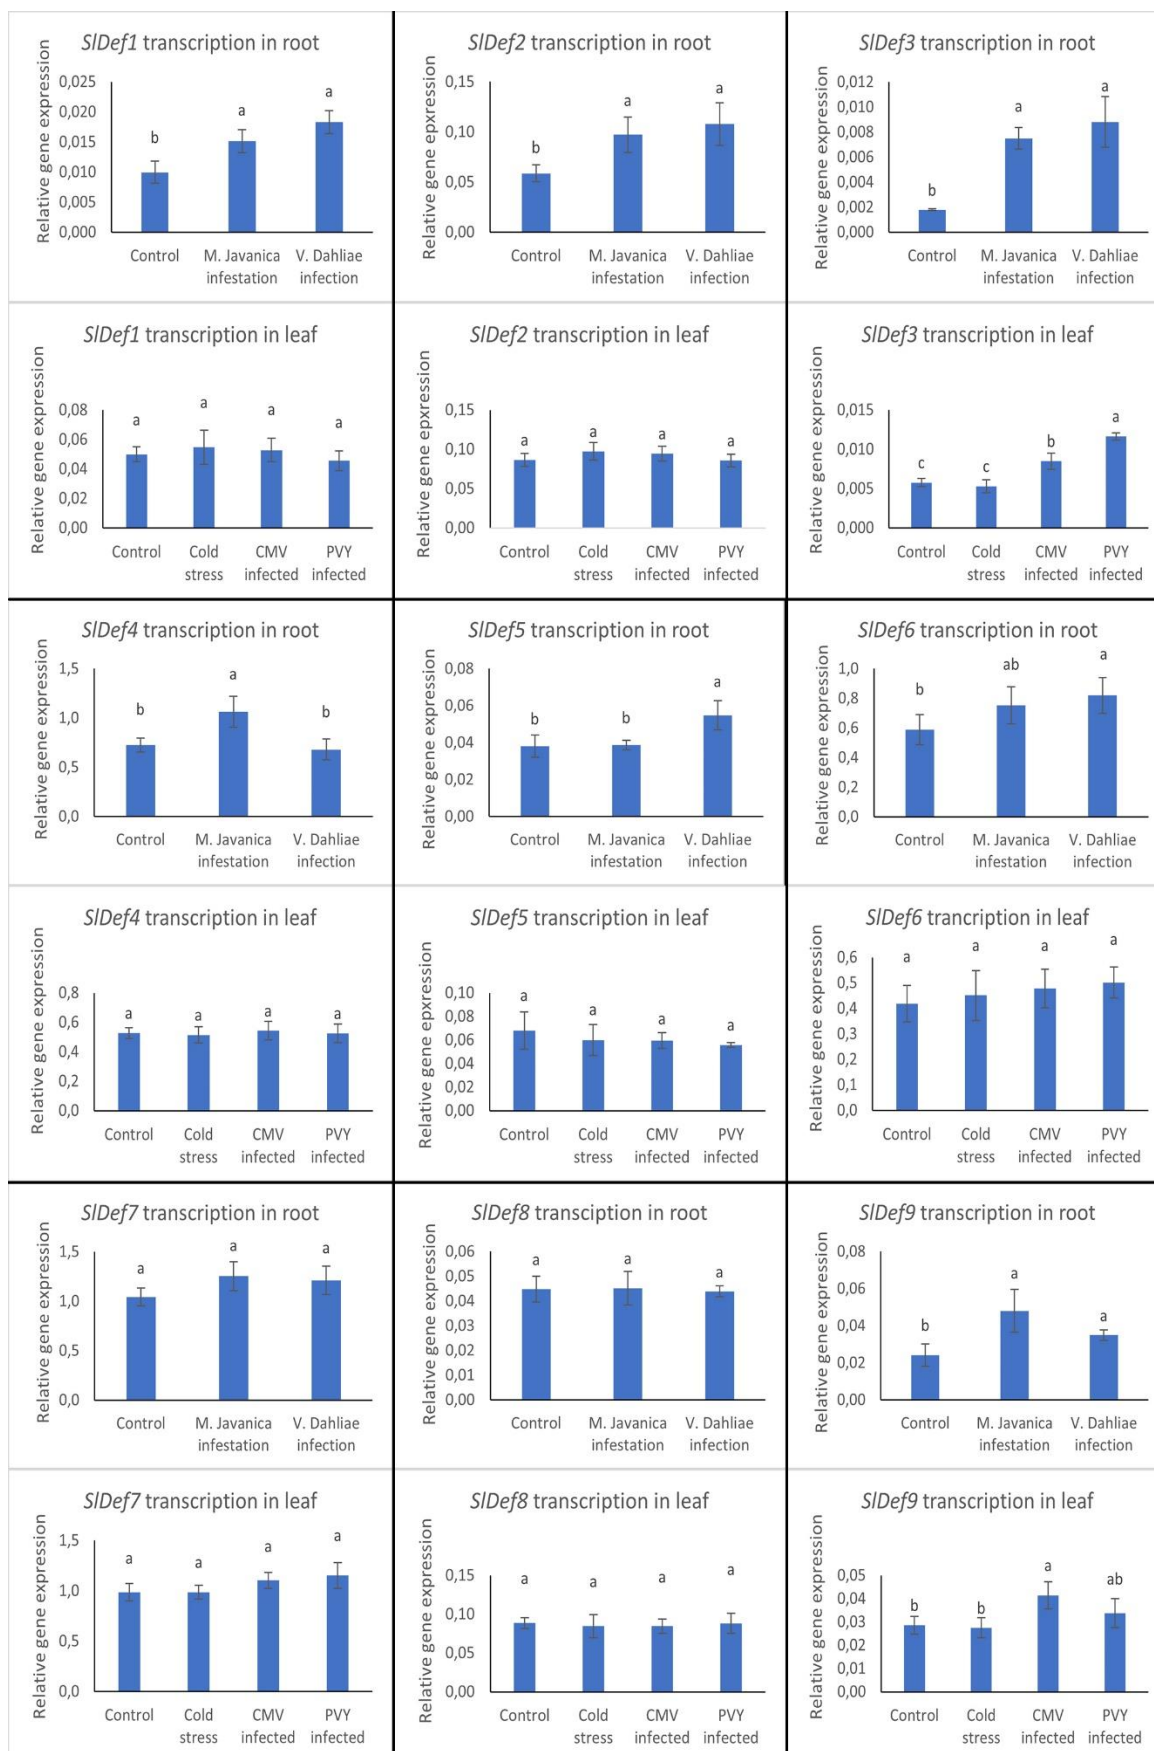 SlDef1 transcription in root
Relative gene expression
0,025
0,020
0,015
0,010
0,005
0,000
b
a
a
Control
M. Javanica
infestation
V. Dahliae
infection
SlDef2 transcription in root
Relative gene epxression
0,15
0,10
0,05
0,00
b
a
a
Control
M. Javanica
infestation
V. Dahliae
infection
SlDef3 transcription in root
Relative gene expression
0,012
0,010
0,008
0,006
0,004
0,002
0,000
b
a
a
Control
M. Javanica
infestation
V. Dahliae
infection
SlDef1 transcription in leaf
Relative gene expression
0,08
0,06
0,04
0,02
0,00
a
a
a
a
Control
Cold
stress
CMV
infected
PVY
infected
SlDef2 transcription in leaf
Relative gene epxression
0,15
0,10
0,05
0,00
a
a
a
a
Control
Cold
stress
CMV
infected
PVY
infected
SlDef3 transcription in leaf
Relative gene expression
0,015
0,010
0,005
0,000
c
c
b
a
Control
Cold
stress
CMV
infected
PVY
infected
SlDef4 transcription in root
Relative gene expression
1,5
1,0
0,5
0,0
b
a
b
Control
M. Javanica
infestation
V. Dahliae
infection
SlDef5 transcription in root
Relative gene expression
0,08
0,06
0,04
0,02
0,00
b
b
a
Control
M. Javanica
infestation
V. Dahliae
infection
SlDef6 transcription in root
Relative gene expression
1,0
0,8
0,6
0,4
0,2
0,0
b
ab
a
Control
M. Javanica
infestation
V. Dahliae
infection
SlDef4 transcription in leaf
Relative gene expression
0,8
0,6
0,4
0,2
0,0
a
a
a
a
Control
Cold
stress
CMV
infected
PVY
infected
SlDef5 transcription in leaf
Relative gene epxression
0,10
0,08
0,06
0,04
0,02
0,00
a
a
a
a
Control
Cold
stress
CMV
infected
PVY
infected
SlDef6 trancription in leaf
Relative gene expression
0,6
0,5
0,4
0,3
0,2
0,1
0,0
a
a
a
a
Control
Cold
stress
CMV
infected
PVY
infected
SlDef7 transcription in root
Relative gene expression
1,5
1,0
0,5
0,0
a
a
a
Control
M. Javanica
infestation
V. Dahliae
infection
SlDef8 transciption in root
Relative gene expression
0,06
0,05
0,04
0,03
0,02
0,01
0,00
a
a
a
Control
M. Javanica
infestation
V. Dahliae
infection
SlDef9 transcription in root
Relative gene expression
0,08
0,06
0,04
0,02
0,00
b
a
a
Control
M. Javanica
infestation
V. Dahliae
infection
SlDef7 transcription in leaf
Relative gene expression
1,5
1,0
0,5
0,0
a
a
a
a
Control
Cold
stress
CMV
infected
PVY
infected
SlDef8 transcription in leaf
Relative gene expression
0,15
0,10
0,05
0,00
a
a
a
a
Control
Cold
stress
CMV
infected
PVY
infected
SlDef9 transcription in leaf
Relative gene expression
0,05
0,04
0,03
0,02
0,01
0,00
b
b
a
ab
Control
Cold
stress
CMV
infected
PVY
infected